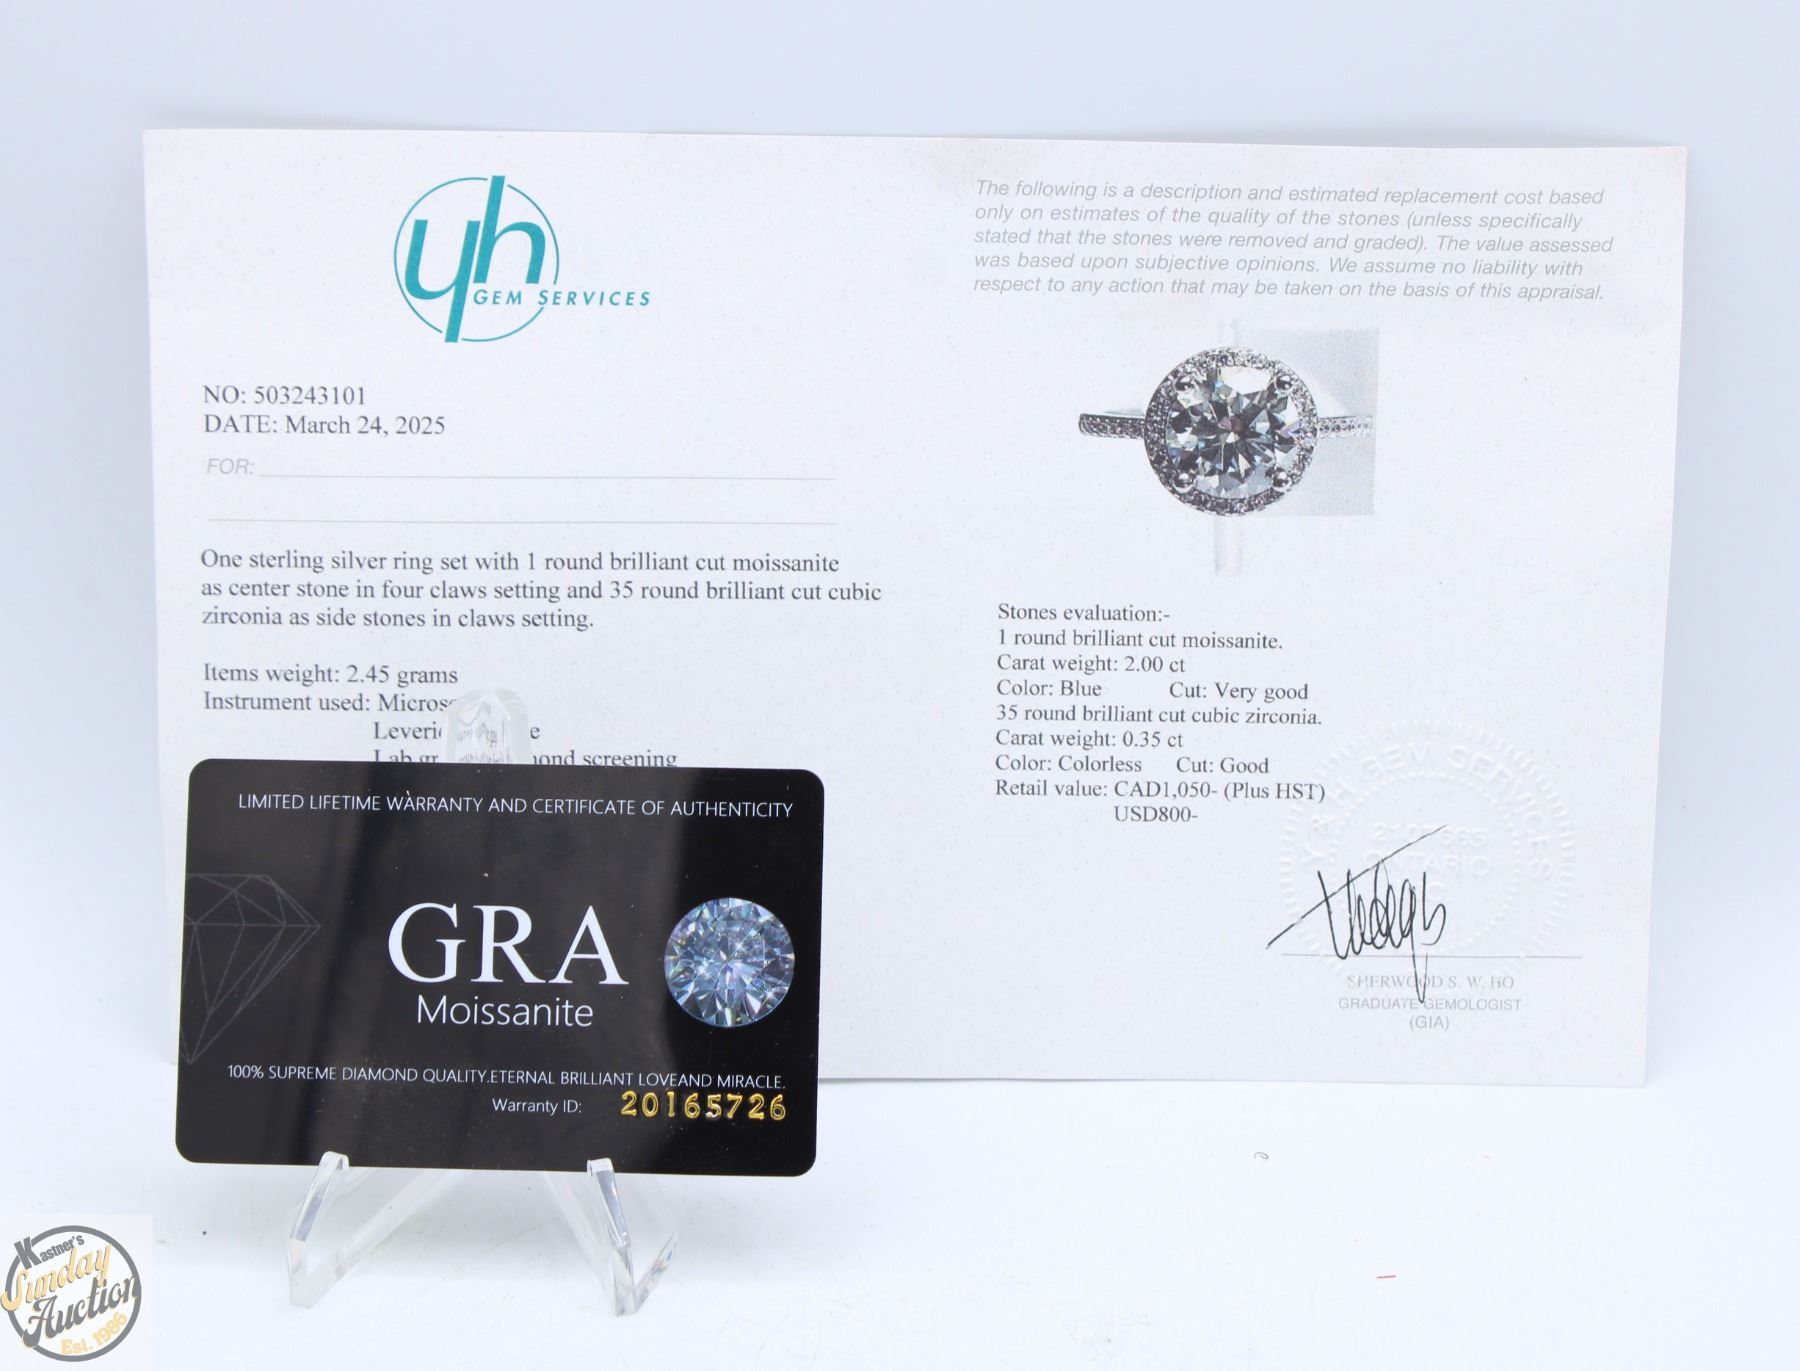 yh
GEM SERVICES
NO: 503243101
DATE: March 24, 2025
FOR:
One sterling silver ring set with 1 round brilliant cut moissanite
as center stone in four claws setting and 35 round brilliant cut cubic
zirconia as side stones in claws setting.
Items weight: 2.45 grams
Instrument used:
screening
The following is a description and estimated replacement cost based
only on estimates of the quality of the stones (unless specifically
stated that the stones were removed and graded). The value assessed
was based upon subjective opinions. We assume no liability with
respect to any action that may be taken on the basis of this appraisal.
Stones evaluation:-
1 round brilliant cut moissanite.
Carat weight: 2.00 ct
Color: Blue Cut: Very good
35 round brilliant cut cubic zirconia.
Carat weight: 0.35 ct
Color: Colorless Cut: Good
Retail value: CAD1,050- (Plus HST)
USD800-
Y & H GEM SERVICES
ONTARIO
SHERWOOD S. W. HO
GRADUATE GEMOLOGIST
(GIA)
LIMITED LIFETIME WARRANTY AND CERTIFICATE OF AUTHENTICITY
GRA
Moissanite
100% SUPREME DIAMOND QUALITY.ETERNAL BRILLIANT LOVEAND MIRACLE.
Warranty ID: 20165726
Kastner's
Sunday
Auction
Est. 1986